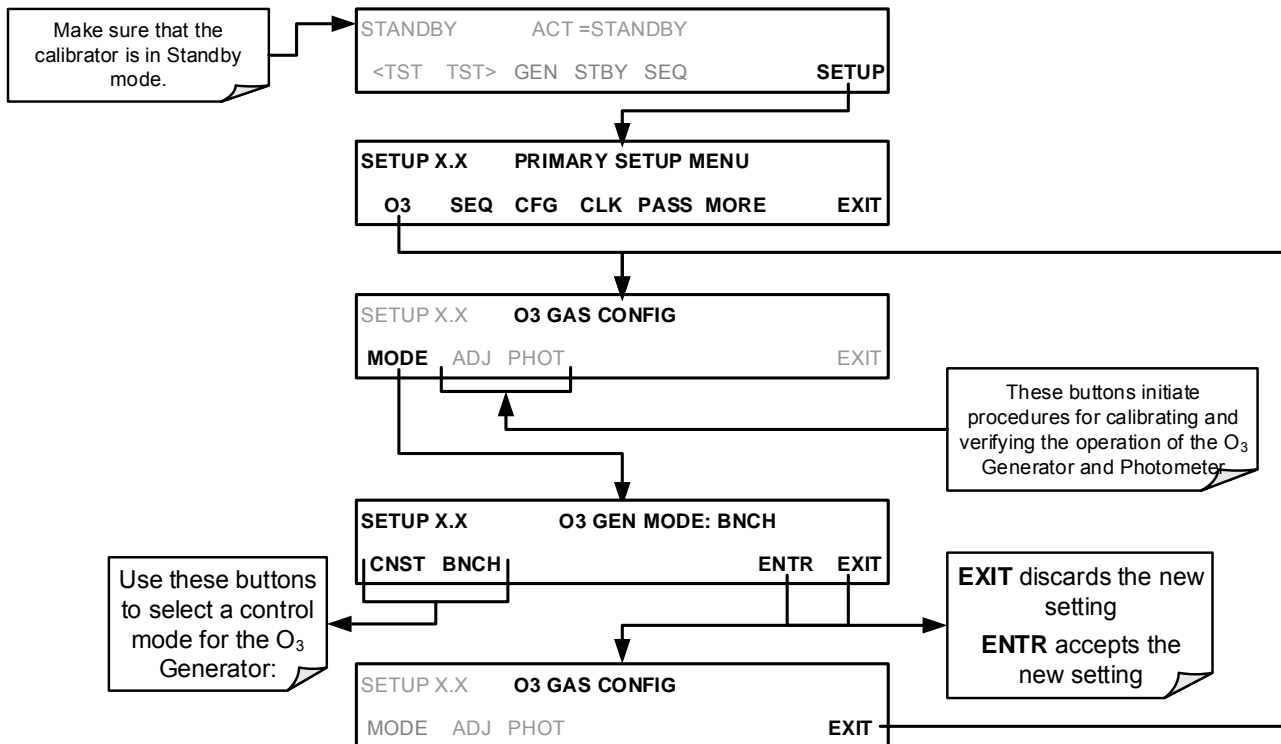 Make sure that the
calibrator is in Standby
mode.
STANDBY ACT =STANDBY
<TST TST> GEN STBY SEQ SETUP
SETUP X.X PRIMARY SETUP MENU
O3 SEQ CFG CLK PASS MORE EXIT
SETUP X.X O3 GAS CONFIG
MODE ADJ PHOT EXIT
These buttons initiate
procedures for calibrating and
verifying the operation of the O3
Generator and Photometer
SETUP X.X O3 GEN MODE: BNCH
CNST BNCH ENTR EXIT
Use these buttons
to select a control
mode for the O3
Generator:
EXIT discards the new
setting
ENTR accepts the
new setting
SETUP X.X O3 GAS CONFIG
MODE ADJ PHOT EXIT